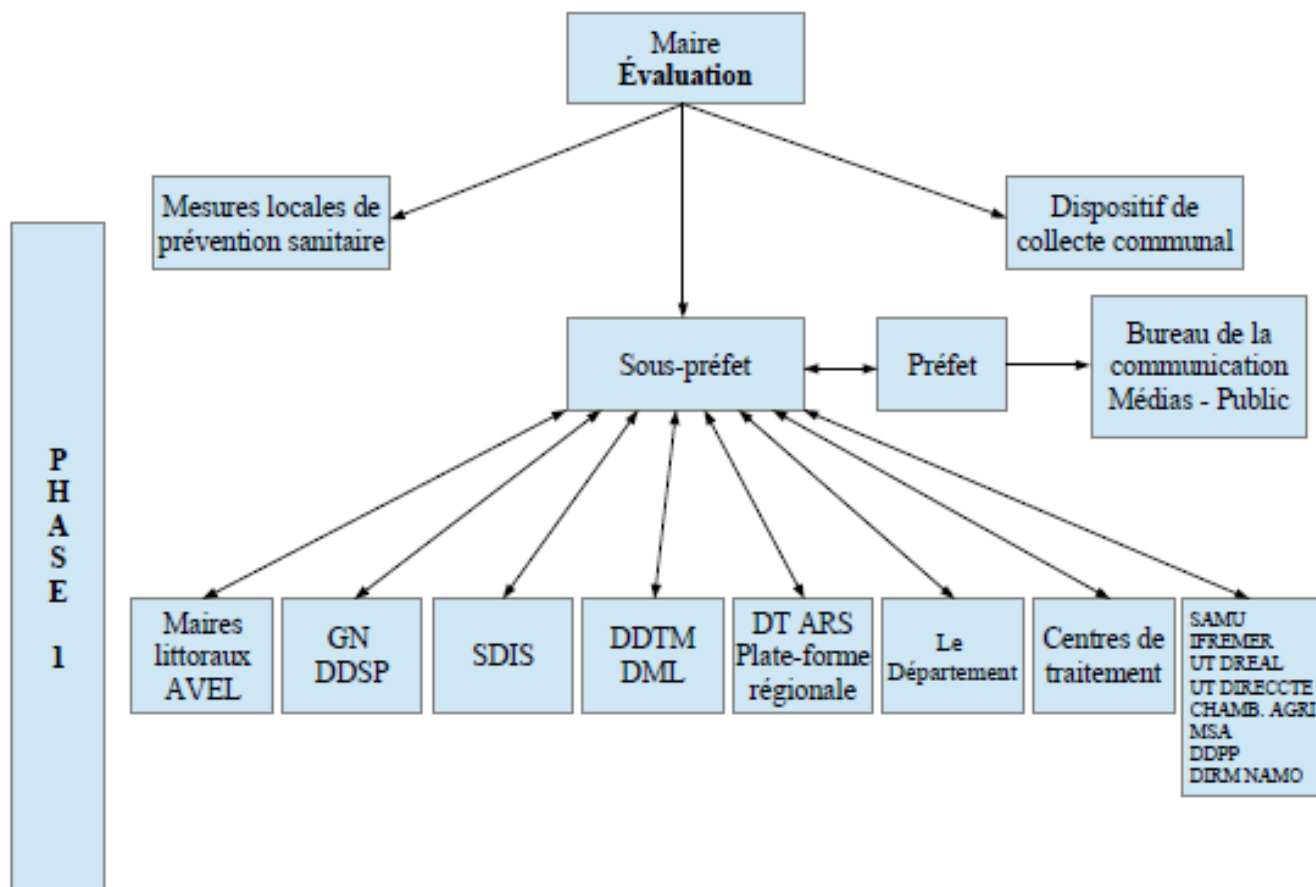 Maire
Évaluation
Mesures locales de
prévention sanitaire
Dispositif de
collecte communal
Sous-préfet
Préfet
Bureau de la
communication
Médias - Public
P
H
A
S
E
1
Maires
littoraux
AVEL
GN
DDSP
SDIS
DDTM
DML
DT ARS
Plate-forme
régionale
Le
Département
Centres de
traitement
SAMU
IFREMER
UT DREAL
UT DIRECCTE
CHAMB. AGRI
MSA
DDPP
DIRM NAMO